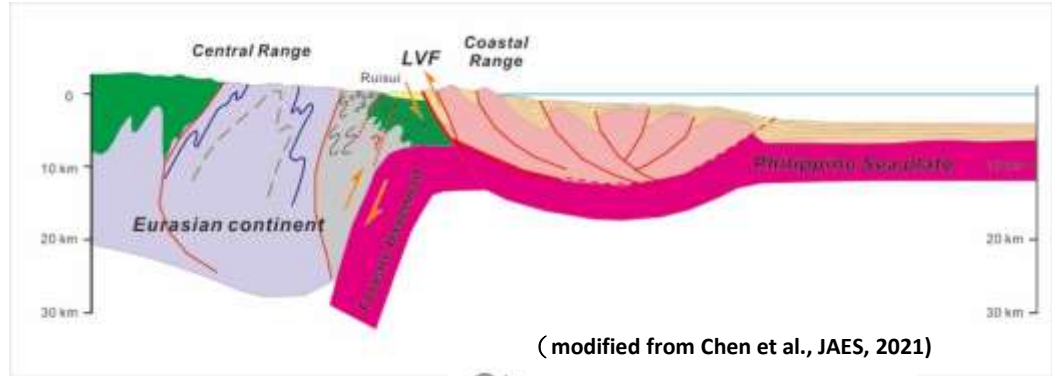 Central Range
LVF
Coastal
Range
Ruisui
0
10 km
Philippine Sea plate
Eurasian continent
20 km
20 km
30 km
30 km
(modified from Chen et al., JAES, 2021)